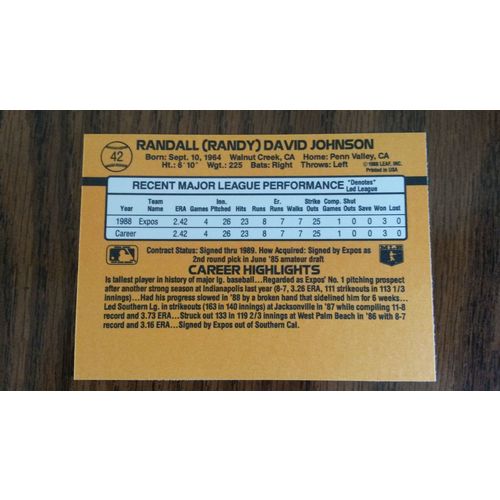 42
RANDALL (RANDY) DAVID JOHNSON
Born: Sept. 10, 1964 Walnut Creek, CA Home: Penn Valley, CA
Ht.: 6'10" Wgt.: 225 Bats: Right Throws: Left
© 1988 LEAF, INC.
Printed in USA
RECENT MAJOR LEAGUE PERFORMANCE "Denotes" Led League
Year Team Name ERA Games Inn. Pitched Hits Runs Er. Runs Walks Strike Outs Comp. Games Shut Outs Save Won Lost
1988 Expos 2.42 4 26 23 8 7 7 25 1 0 0 3 0
Career 2.42 4 26 23 8 7 7 25 1 0 0 3 0
Contract Status: Signed thru 1989. How Acquired: Signed by Expos as
2nd round pick in June '85 amateur draft
CAREER HIGHLIGHTS
Is tallest player in history of major lg. baseball...Regarded as Expos' No. 1 pitching prospect
after another strong season at Indianapolis last year (8-7, 3.26 ERA, 111 strikeouts in 113 1/3
innings)...Had his progress slowed in '88 by a broken hand that sidelined him for 6 weeks...
Led Southern Lg. in strikeouts (163 in 140 innings) at Jacksonville in '87 while compiling 11-8
record and 3.73 ERA...Struck out 133 in 119 2/3 innings at West Palm Beach in '86 with 8-7
record and 3.16 ERA...Signed by Expos out of Southern Cal.